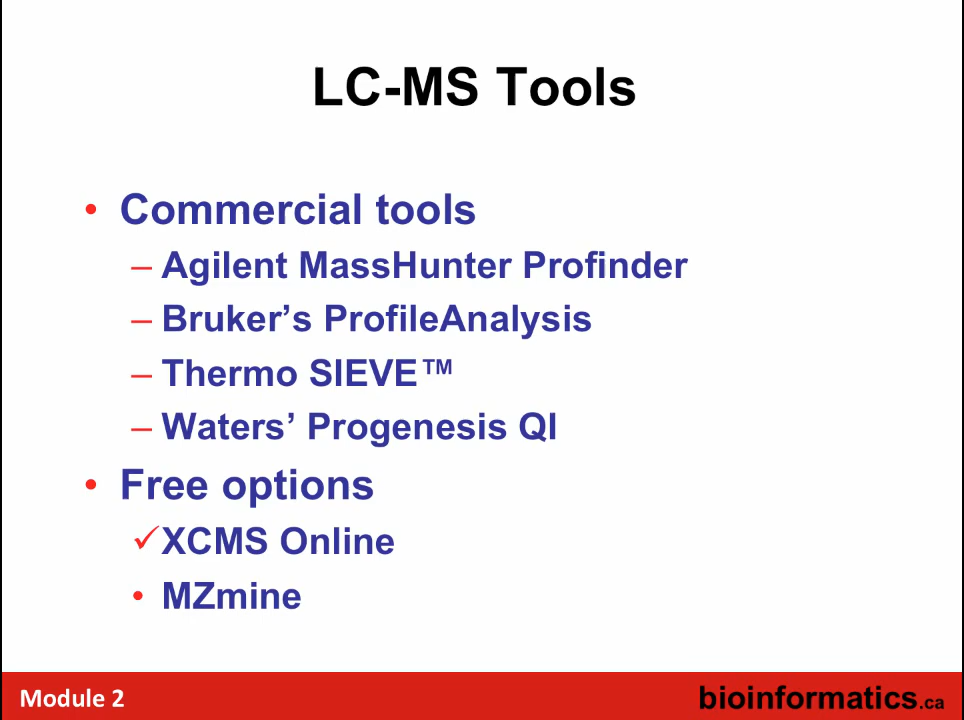 LC-MS Tools
• Commercial tools
– Agilent MassHunter Profinder
– Bruker’s ProfileAnalysis
– Thermo SIEVE™
– Waters’ Progenesis QI
• Free options
✓XCMS Online
• MZmine
Module 2
bioinformatics.ca